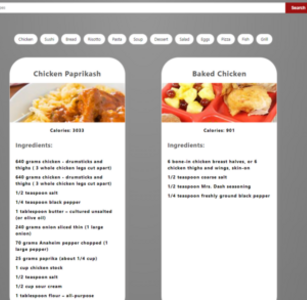 Search
Chicken Sushi Bread Risotto Pasta Soup Dessert Salad Eggs Pizza Fish Grill
Chicken Paprikash
Calories: 3033
Ingredients:
640 grams chicken - drumsticks and
thighs ( 3 whole chicken legs cut apart)
640 grams chicken - drumsticks and
thighs ( 3 whole chicken legs cut apart)
1/2 teaspoon salt
1/4 teaspoon black pepper
1 tablespoon butter – cultured unsalted
(or olive oil)
240 grams onion sliced thin (1 large
onion)
70 grams Anaheim pepper chopped (1
large pepper)
25 grams paprika (about 1/4 cup)
1 cup chicken stock
1/2 teaspoon salt
1/2 cup sour cream
1 tablespoon flour – all-purpose
Baked Chicken
Calories: 901
Ingredients:
6 bone-in chicken breast halves, or 6
chicken thighs and wings, skin-on
1/2 teaspoon coarse salt
1/2 teaspoon Mrs. Dash seasoning
1/4 teaspoon freshly ground black pepper